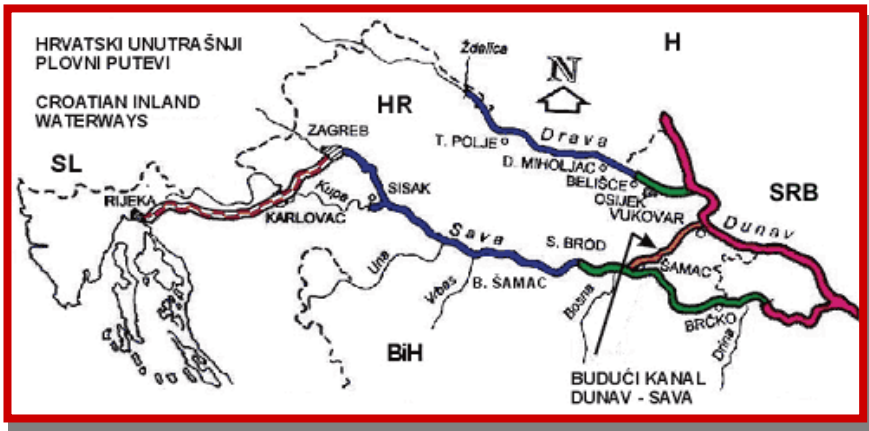 HRVATSKI UNUTRAŠNJI
PLOVNI PUTEVI
CROATIAN INLAND
WATERWAYS
H
Ždalica
N
HR
ZAGREB
T. POLJE
Drava
D. MIHOLJAC
BELIŠĆE
OSIJEK
VUKOVAR
SRB
Dunav
SL
RIJEKA
KARLOVAC
Kupa
SISAK
Sava
S. BROD
ŠAMAC
Una
Vrbas
B. ŠAMAC
Bosna
BRČKO
Drina
BiH
BUDUĆI KANAL
DUNAV - SAVA